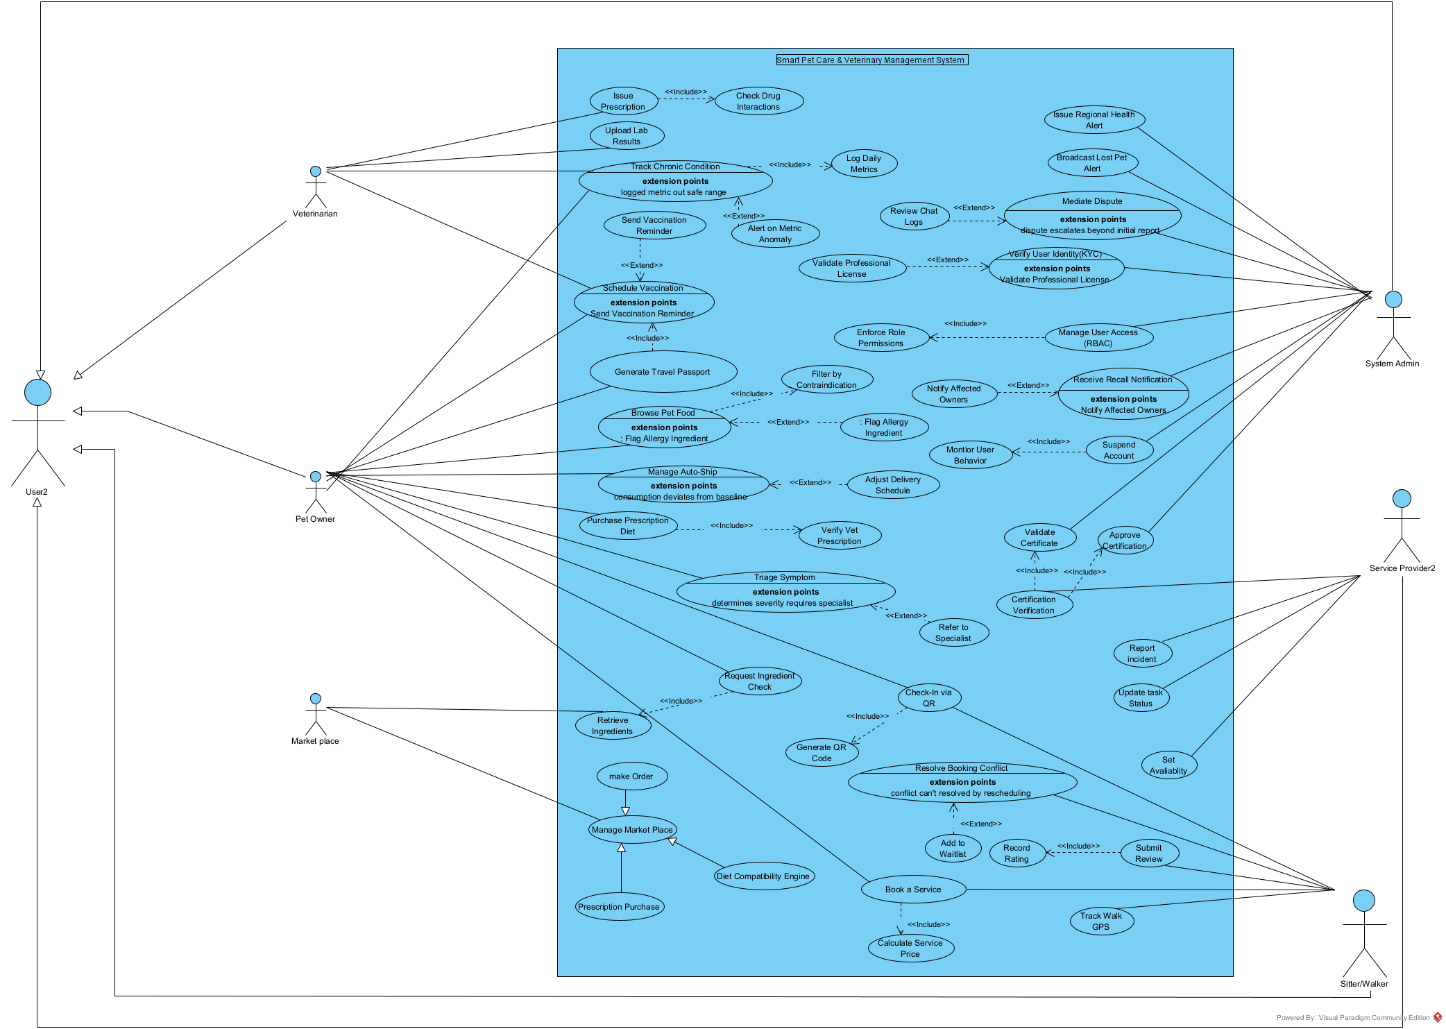 Smart Pet Care & Veterinary Management System
Issue
Prescription
<<Include>>
Check Drug
Interactions
Upload Lab
Results
Issue Regional Health
Alert
Track Chronic Condition
extension points
logged metric out safe range
<<Include>>
Log Daily
Metrics
Broadcast Lost Pet
Alert
Veterinarian
Send Vaccination
Reminder
<<Extend>>
Alert on Metric
Anomaly
Review Chat
Logs
<<Extend>>
Mediate Dispute
extension points
dispute escalates beyond initial report
<<Extend>>
Validate Professional
License
<<Extend>>
Verify User Identity(KYC)
extension points
Validate Professional License
Schedule Vaccination
extension points
Send Vaccination Reminder
<<Include>>
Enforce Role
Permissions
<<Include>>
Manage User Access
(RBAC)
System Admin
Generate Travel Passport
Filter by
Contraindication
<<Include>>
Notify Affected
Owners
<<Extend>>
Receive Recall Notification
extension points
Notify Affected Owners
Browse Pet Food
extension points
: Flag Allergy Ingredient
<<Extend>>
: Flag Allergy
Ingredient
Montior User
Behavior
<<Include>>
Suspend
Account
User2
Pet Owner
Manage Auto-Ship
extension points
consumption deviates from baseline
<<Extend>>
Adjust Delivery
Schedule
Purchase Prescription
Diet
<<Include>>
Verify Vet
Prescription
Validate
Certificate
Approve
Certification
<<Include>>
<<Include>>
Service Provider2
Triage Symptom
extension points
determines severity requires specialist
<<Extend>>
Refer to
Specialist
Certification
Verification
Report
incident
Request Ingredient
Check
<<Include>>
Retrieve
Ingredients
Check-In via
QR
<<Include>>
Generate QR
Code
Update task
Status
Set
Avaliablity
Market place
make Order
Manage Market Place
Diet Compatibility Engine
Prescription Purchase
Resolve Booking Conflict
extension points
conflict can't resolved by rescheduling
<<Extend>>
Add to
Waitlist
Record
Rating
<<Include>>
Submit
Review
Book a Service
<<Include>>
Calculate Service
Price
Track Walk
GPS
Sitter/Walker
Powered By Visual Paradigm Community Edition